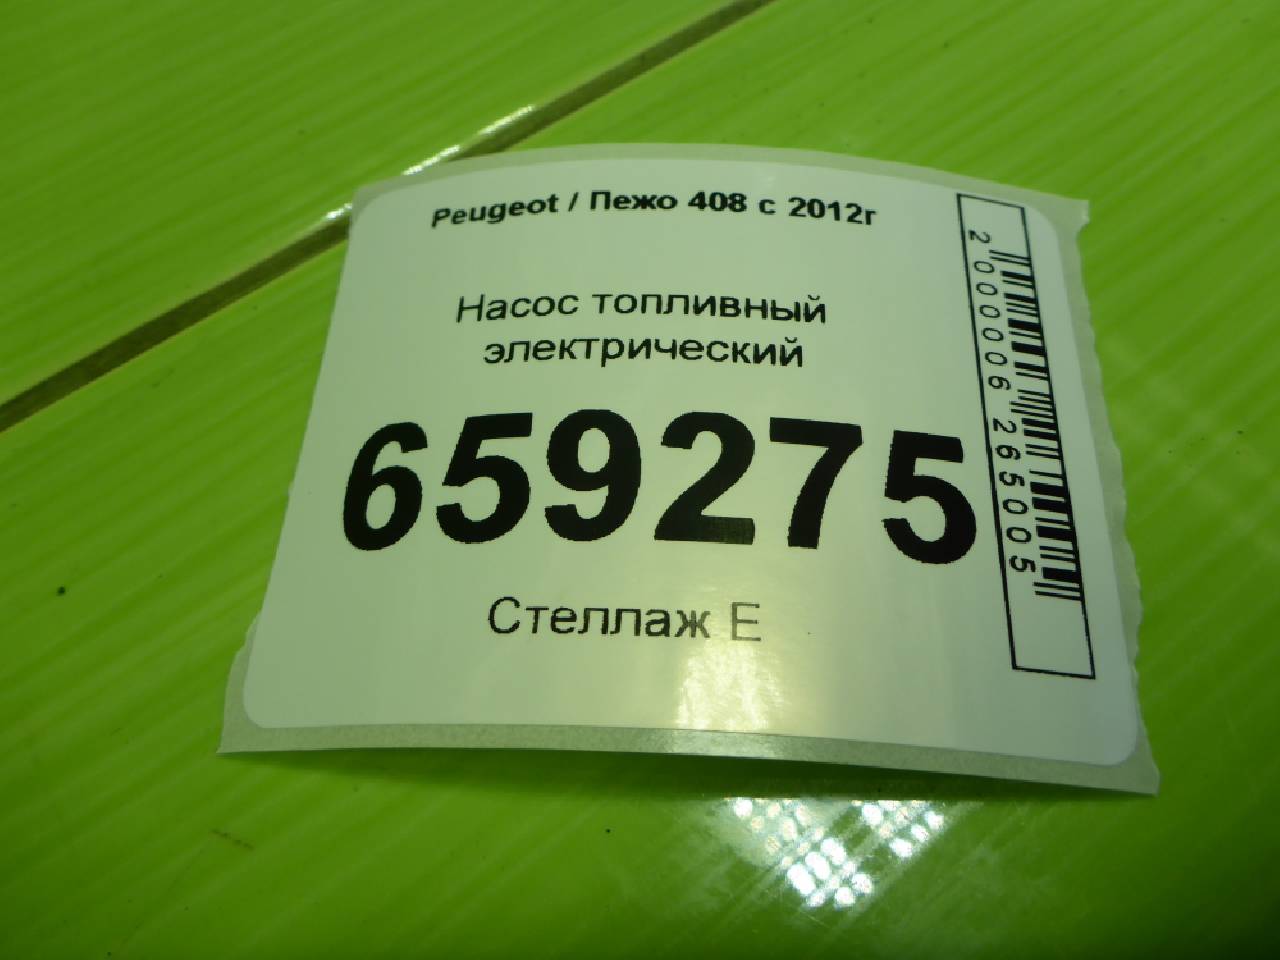 Peugeot / Пежо 408 с 2012г
Насос топливный
электрический
659275
Стеллаж Е
2000006265005